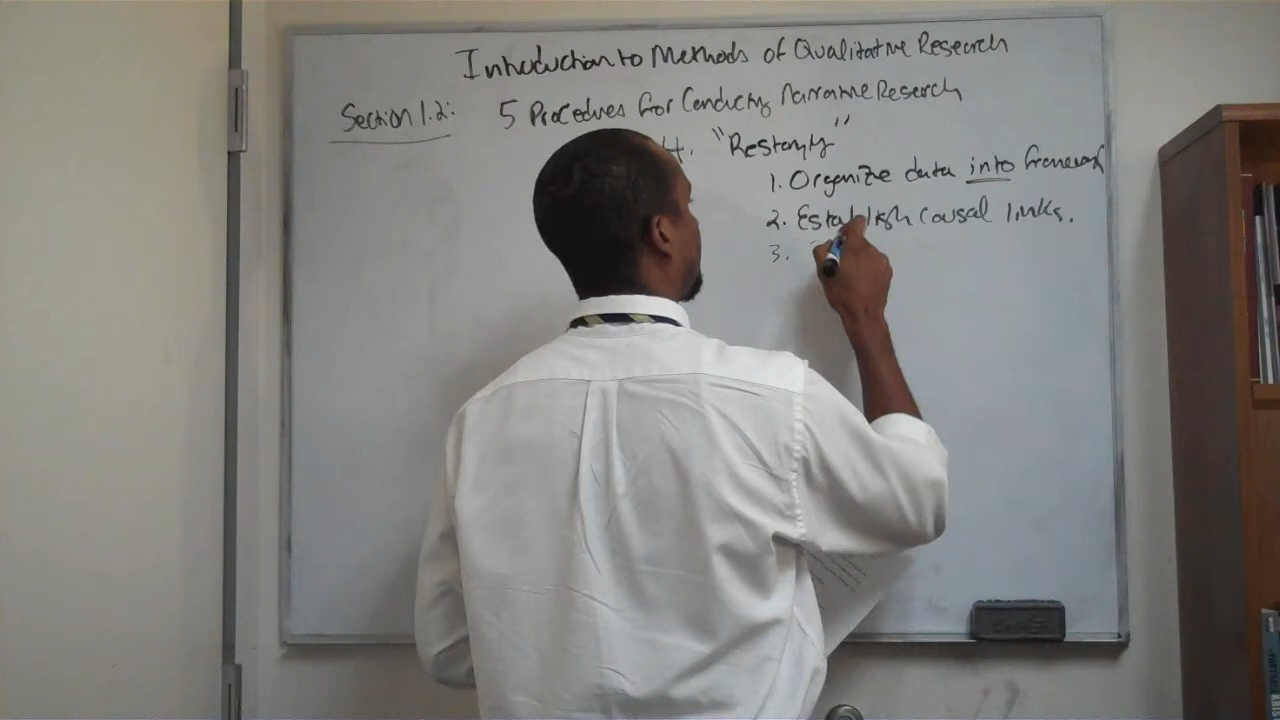 Introduction to Methods of Qualitative Research
Section 1.2: 5 Procedures for Conducting Narrative Research
4. "Restorying"
1. Organize data into framework
2. Establish causal links.
3.